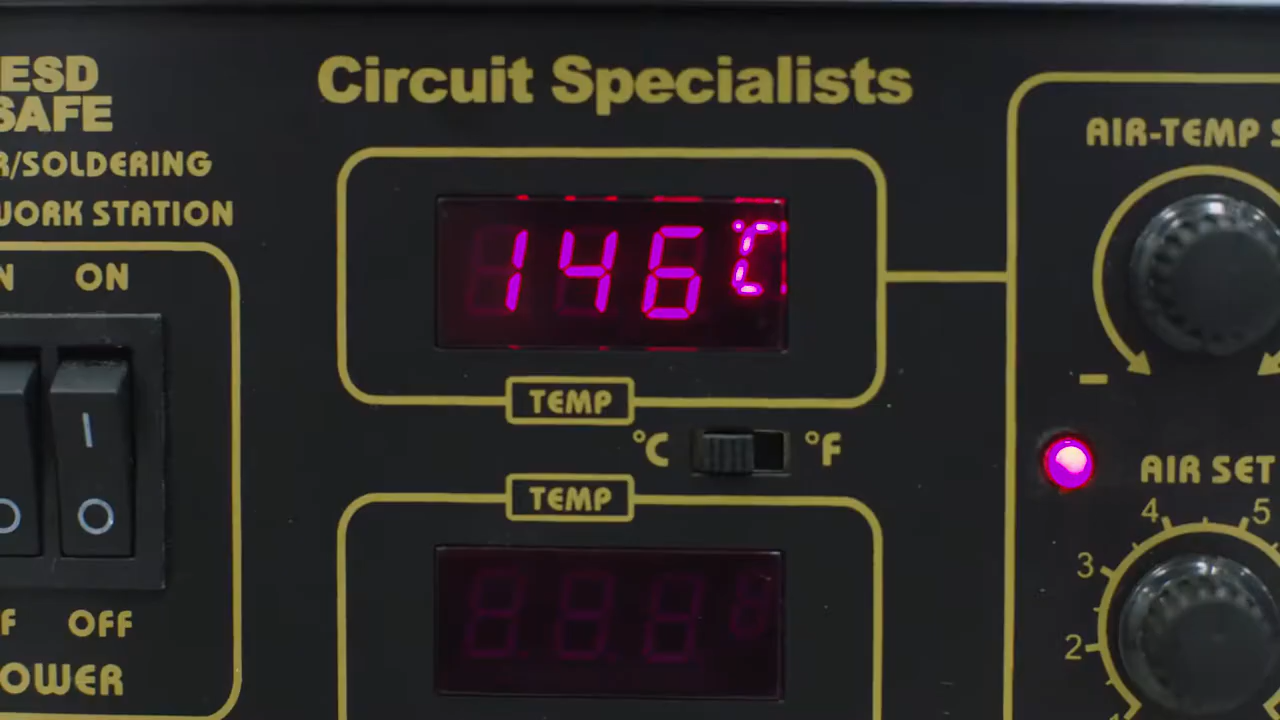 ESD
SAFE
R/SOLDERING
WORK STATION
N ON
I
F OFF
OWER
Circuit Specialists
146°C
TEMP
°C °F
TEMP
AIR-TEMP S
-
AIR SET
4 5
3
2
1